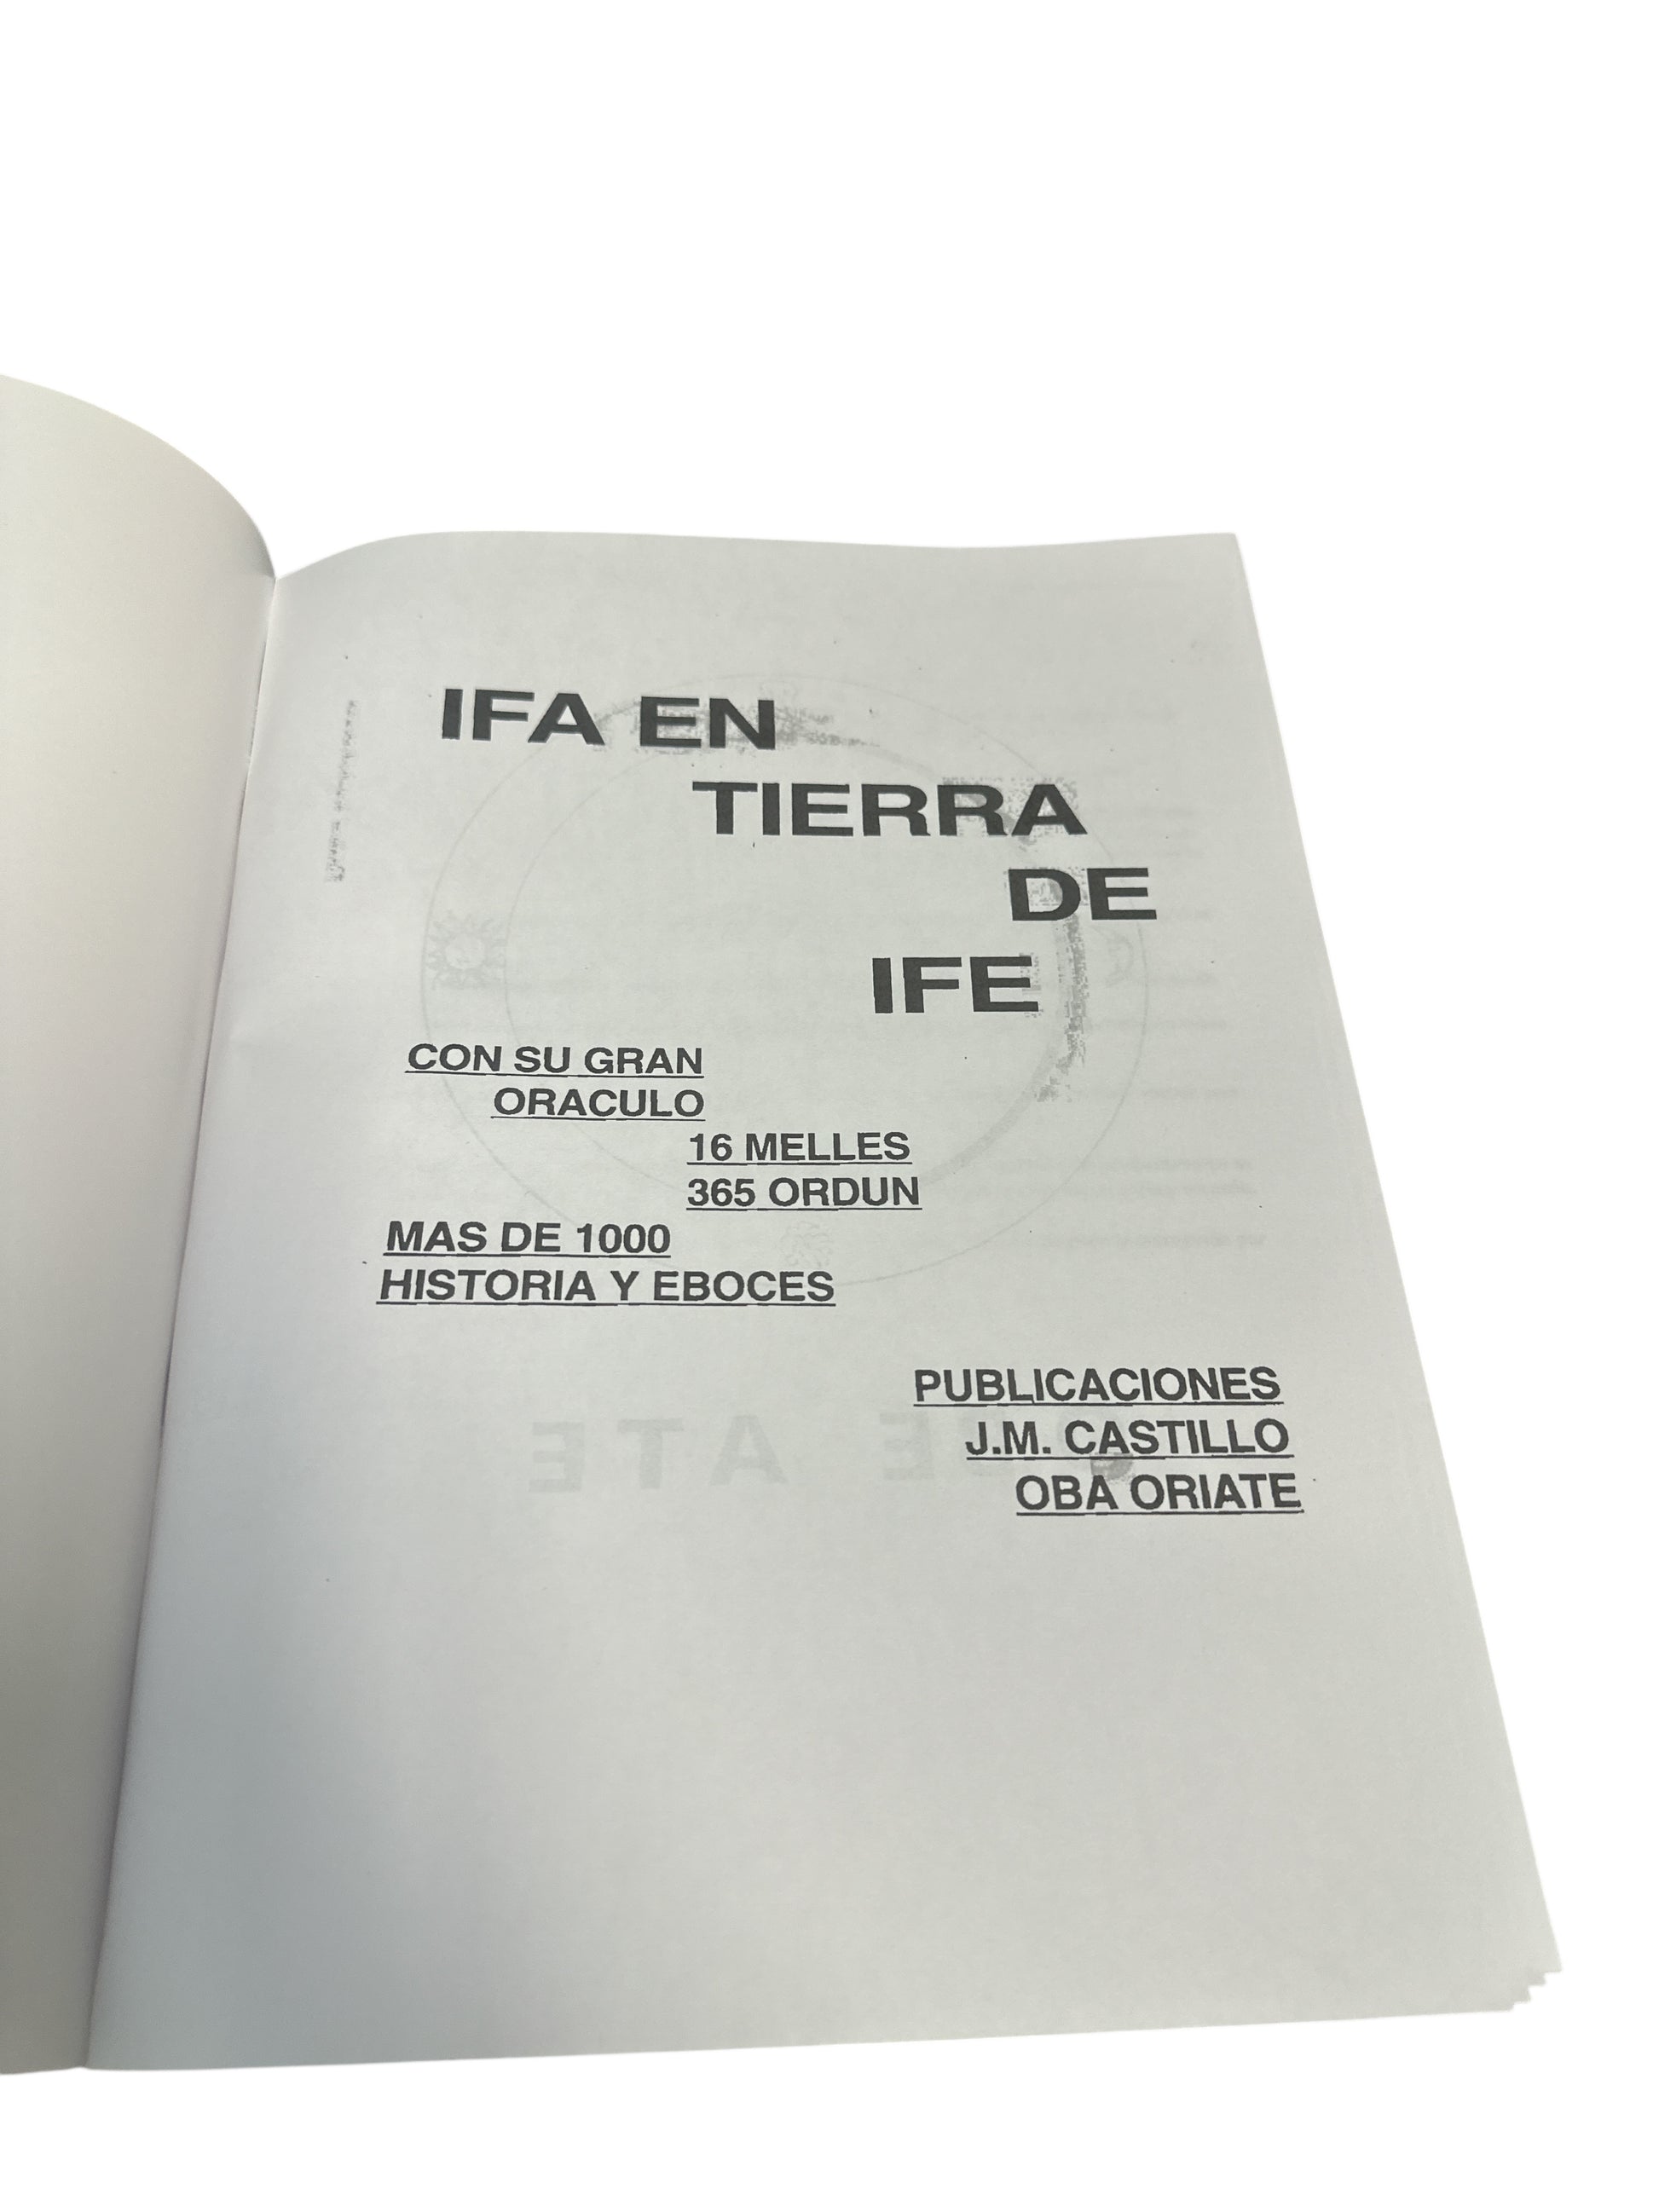 IFA EN
TIERRA
DE
IFE
CON SU GRAN
ORACULO
16 MELLES
365 ORDUN
MAS DE 1000
HISTORIA Y EBOCES
PUBLICACIONES
J.M. CASTILLO
OBA ORIATE